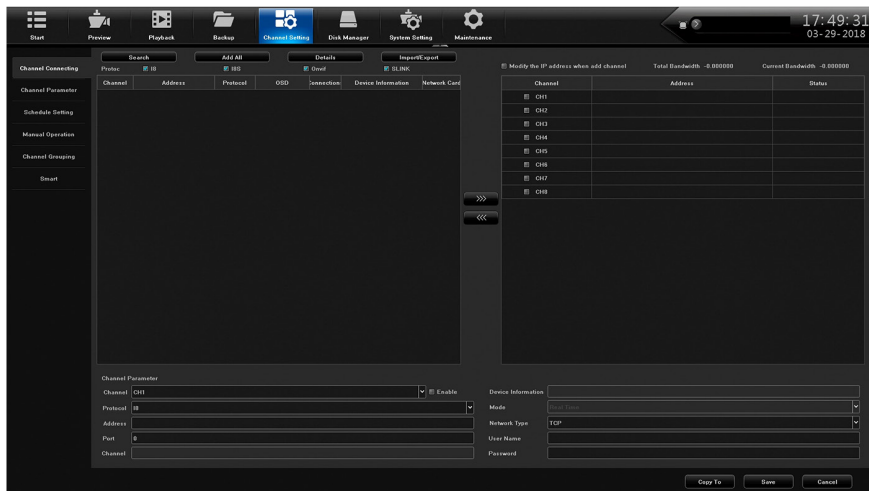 17:49:31
03-29-2018
Start Preview Playback Backup Channel Setting Disk Manager System Setting Maintenance
Channel Connecting
Channel Parameter
Schedule Setting
Manual Operation
Channel Grouping
Smart
Search Add All Details Import/Export
Protoc I8 I8S Onvif SLINK
Channel Address Protocol OSD Connection Device Information Network Card
Modify the IP address when add channel Total Bandwidth -0.000000 Current Bandwidth -0.000000
Channel Address Status
CH1
CH2
CH3
CH4
CH5
CH6
CH7
CH8
>>>
<<<
Channel Parameter
Channel CH1 Enable Device Information
Protocal I8 Mode Real Time
Address Network Type TCP
Port 0 User Name
Channel Password
Copy To Save Cancel